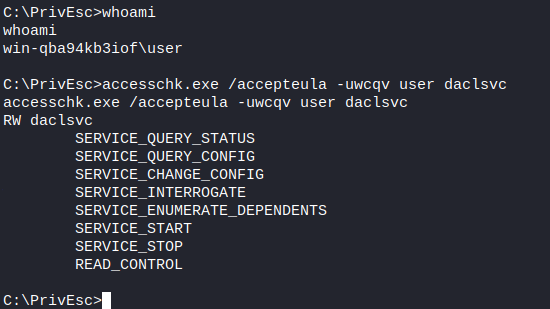 C:\PrivEsc>whoami
whoami
win-qba94kb3iof\user
C:\PrivEsc>accesschk.exe /accepteula -uwcqv user daclsvc
accesschk.exe /accepteula -uwcqv user daclsvc
RW daclsvc
SERVICE_QUERY_STATUS
SERVICE_QUERY_CONFIG
SERVICE_CHANGE_CONFIG
SERVICE_INTERROGATE
SERVICE_ENUMERATE_DEPENDENTS
SERVICE_START
SERVICE_STOP
READ_CONTROL
C:\PrivEsc>